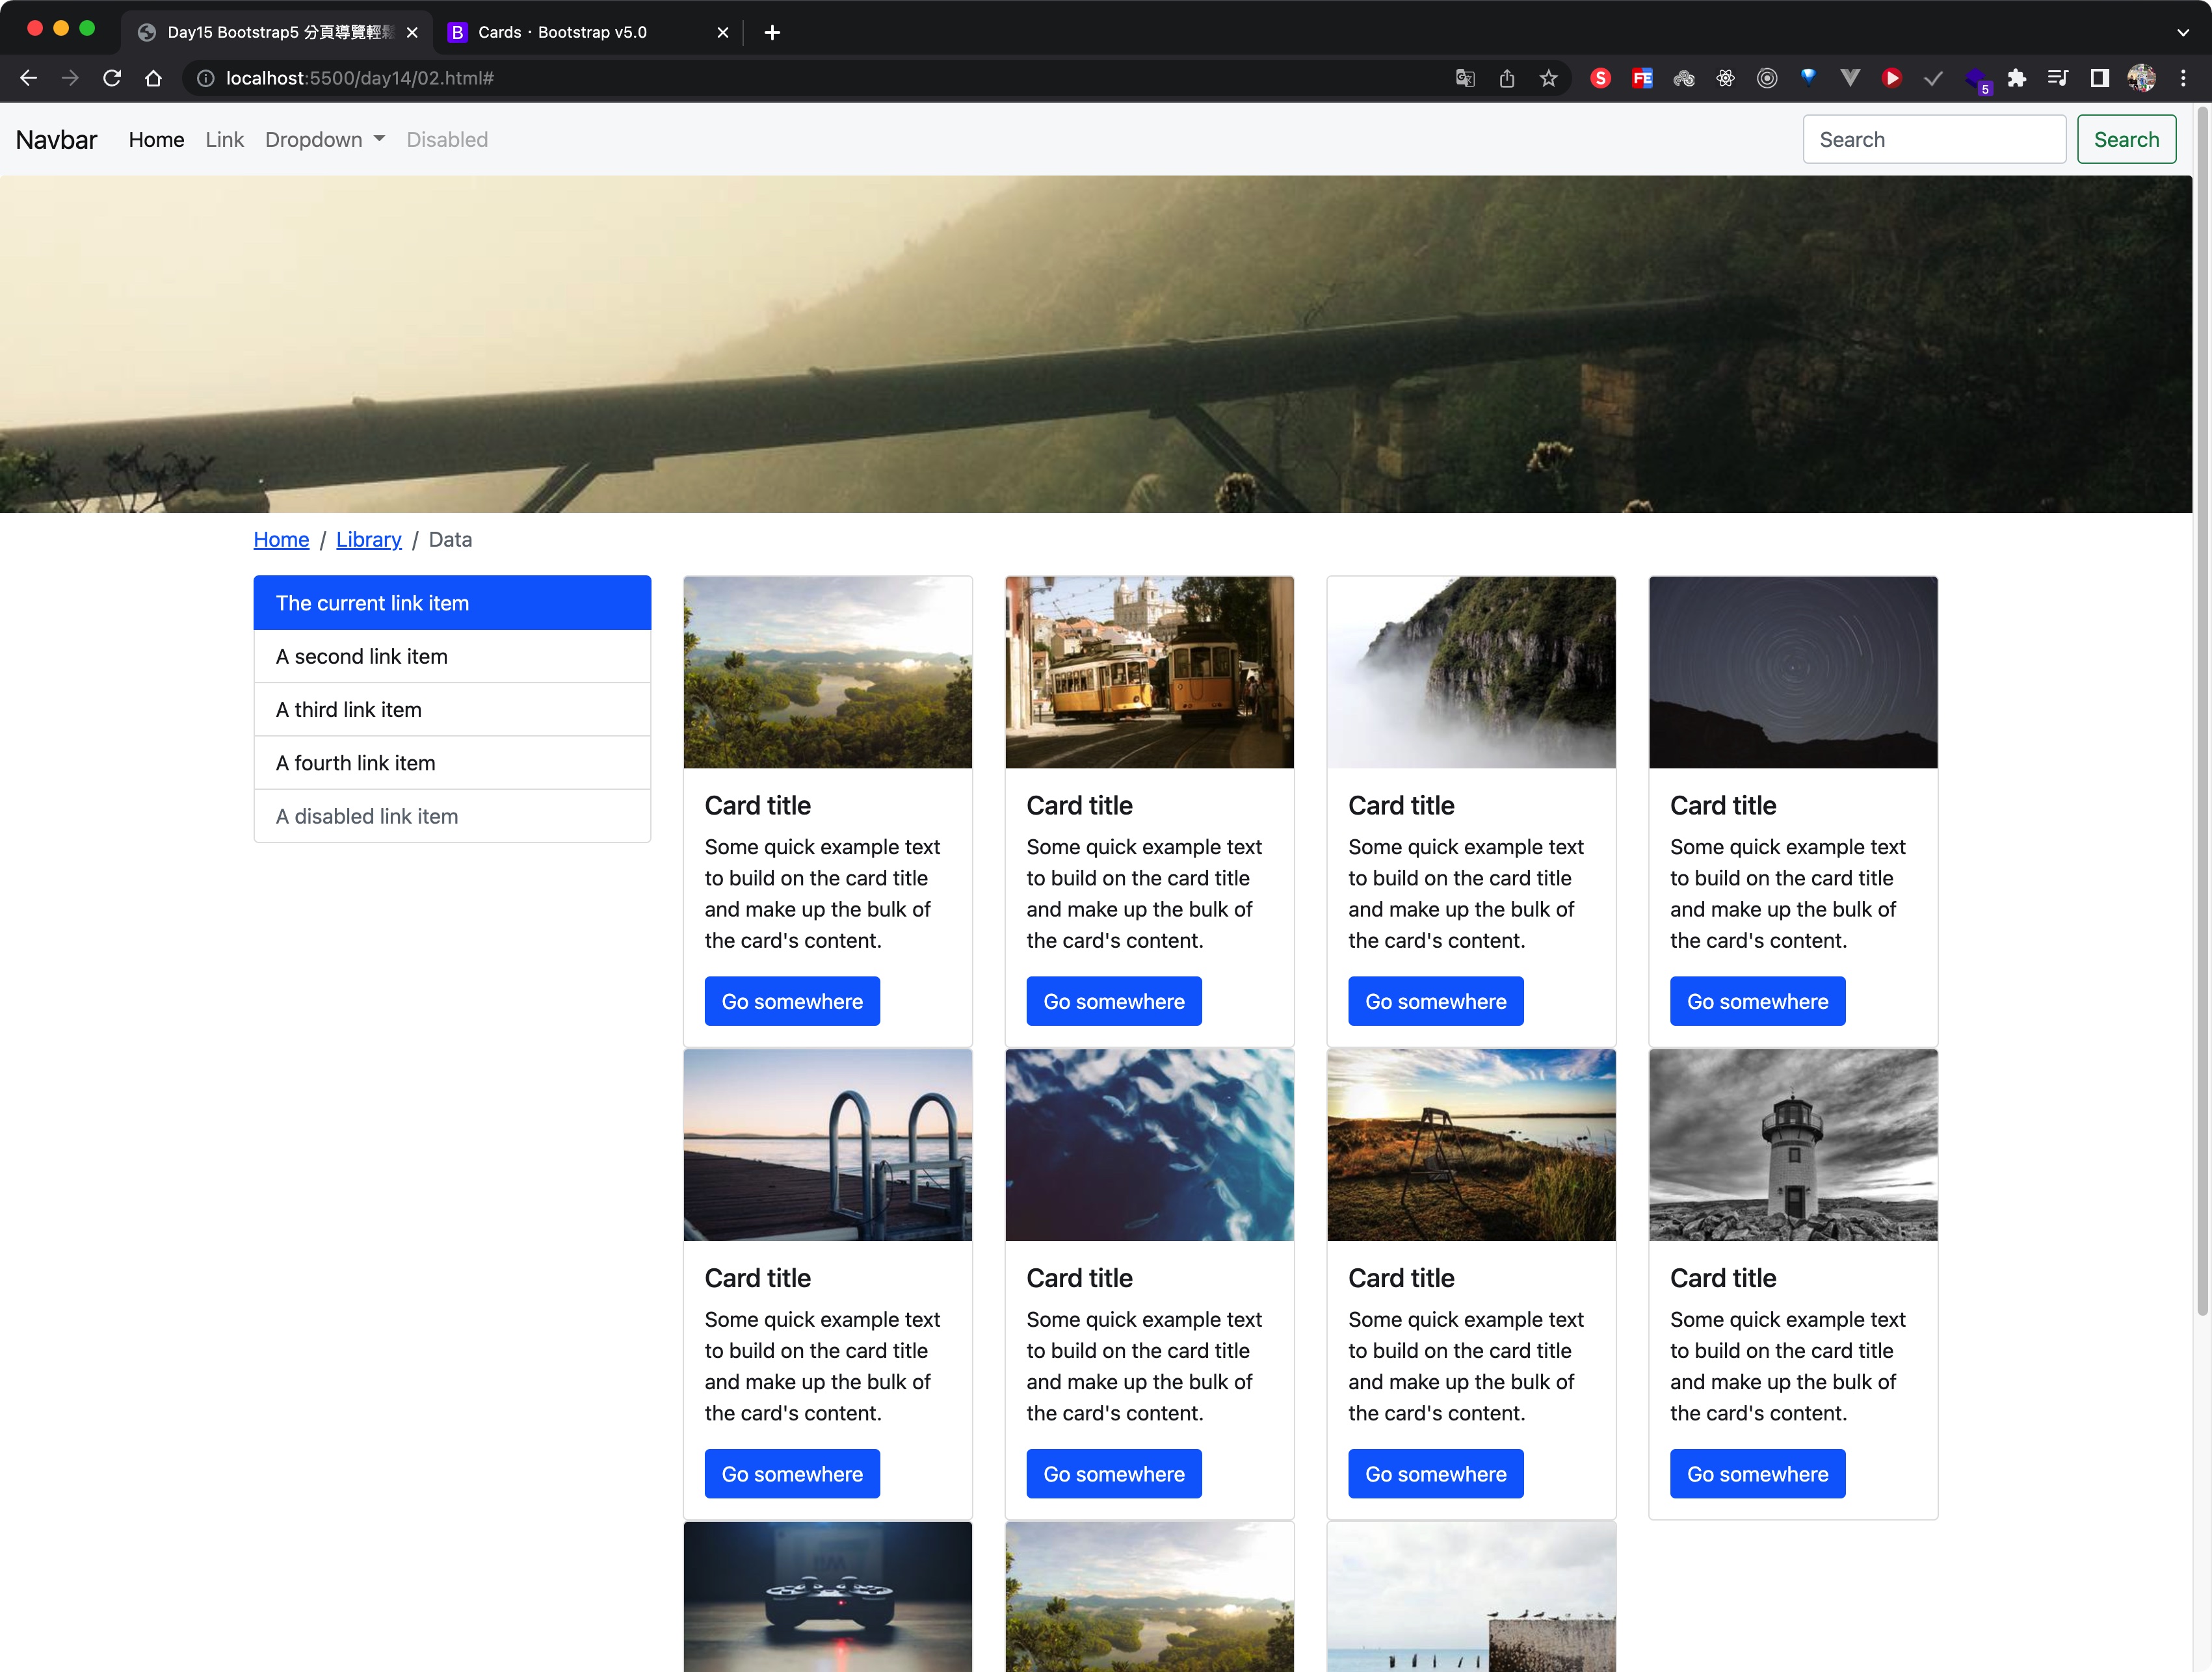 Day15 Bootstrap5 分頁導覽輕鬆
Cards · Bootstrap v5.0
localhost:5500/day14/02.html#
5
Navbar Home Link Dropdown Disabled Search Search
Home / Library / Data
The current link item
A second link item
A third link item
A fourth link item
A disabled link item
Card title
Some quick example text
to build on the card title
and make up the bulk of
the card's content.
Go somewhere
Card title
Some quick example text
to build on the card title
and make up the bulk of
the card's content.
Go somewhere
Card title
Some quick example text
to build on the card title
and make up the bulk of
the card's content.
Go somewhere
Card title
Some quick example text
to build on the card title
and make up the bulk of
the card's content.
Go somewhere
Card title
Some quick example text
to build on the card title
and make up the bulk of
the card's content.
Go somewhere
Card title
Some quick example text
to build on the card title
and make up the bulk of
the card's content.
Go somewhere
Card title
Some quick example text
to build on the card title
and make up the bulk of
the card's content.
Go somewhere
Card title
Some quick example text
to build on the card title
and make up the bulk of
the card's content.
Go somewhere